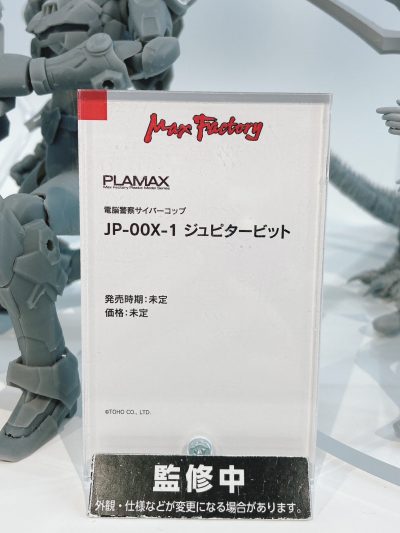 Max Factory
PLAMAX
Max Factory Plastic Model Series
電脳警察サイバーコップ
JP-00X-1 ジュピタービット
発売時期:未定
価格:未定
©TOHO CO., LTD.
監修中
外観・仕様などが変更になる場合があります。